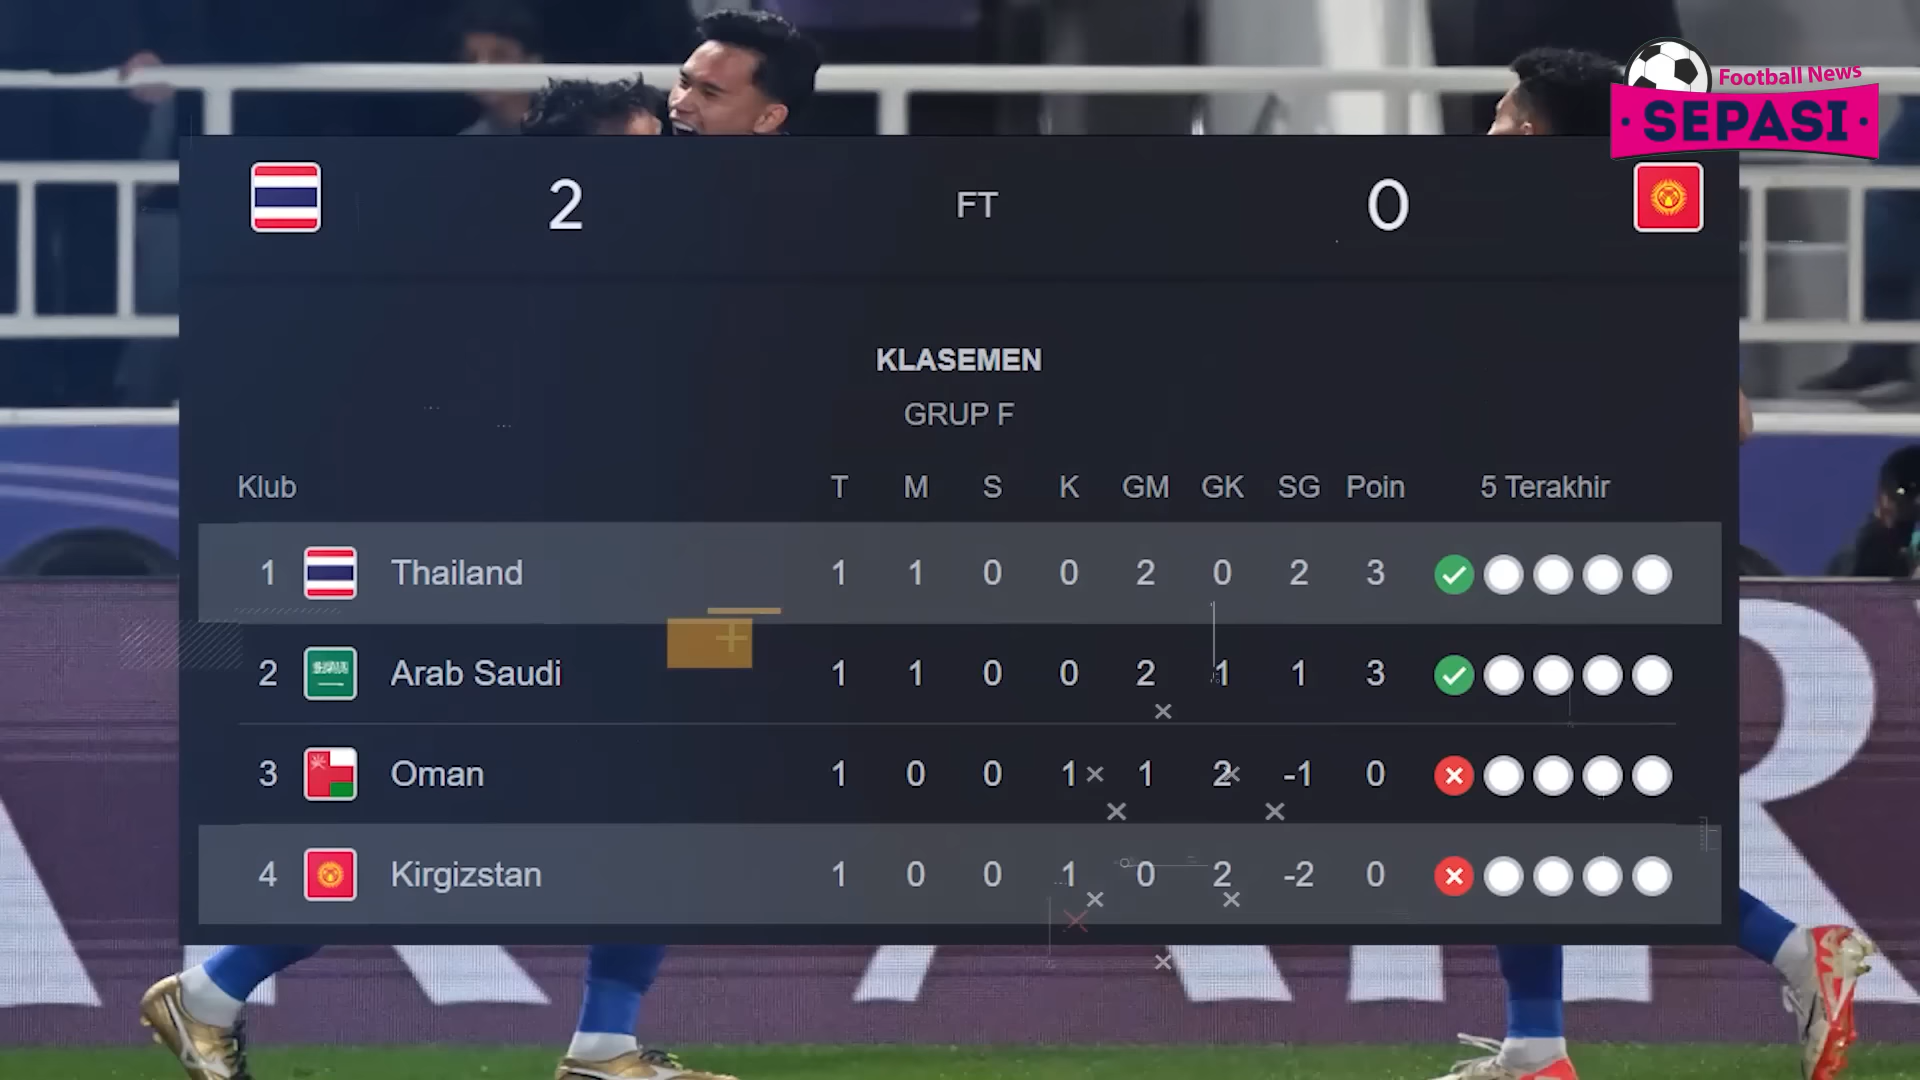 Football News
SEPASI
2 FT 0
KLASEMEN
GRUP F
Klub T M S K GM GK SG Poin 5 Terakhir
1 Thailand 1 1 0 0 2 0 2 3
2 Arab Saudi 1 1 0 0 2 1 1 3
3 Oman 1 0 0 1 1 2 -1 0
4 Kirgizstan 1 0 0 1 0 2 -2 0